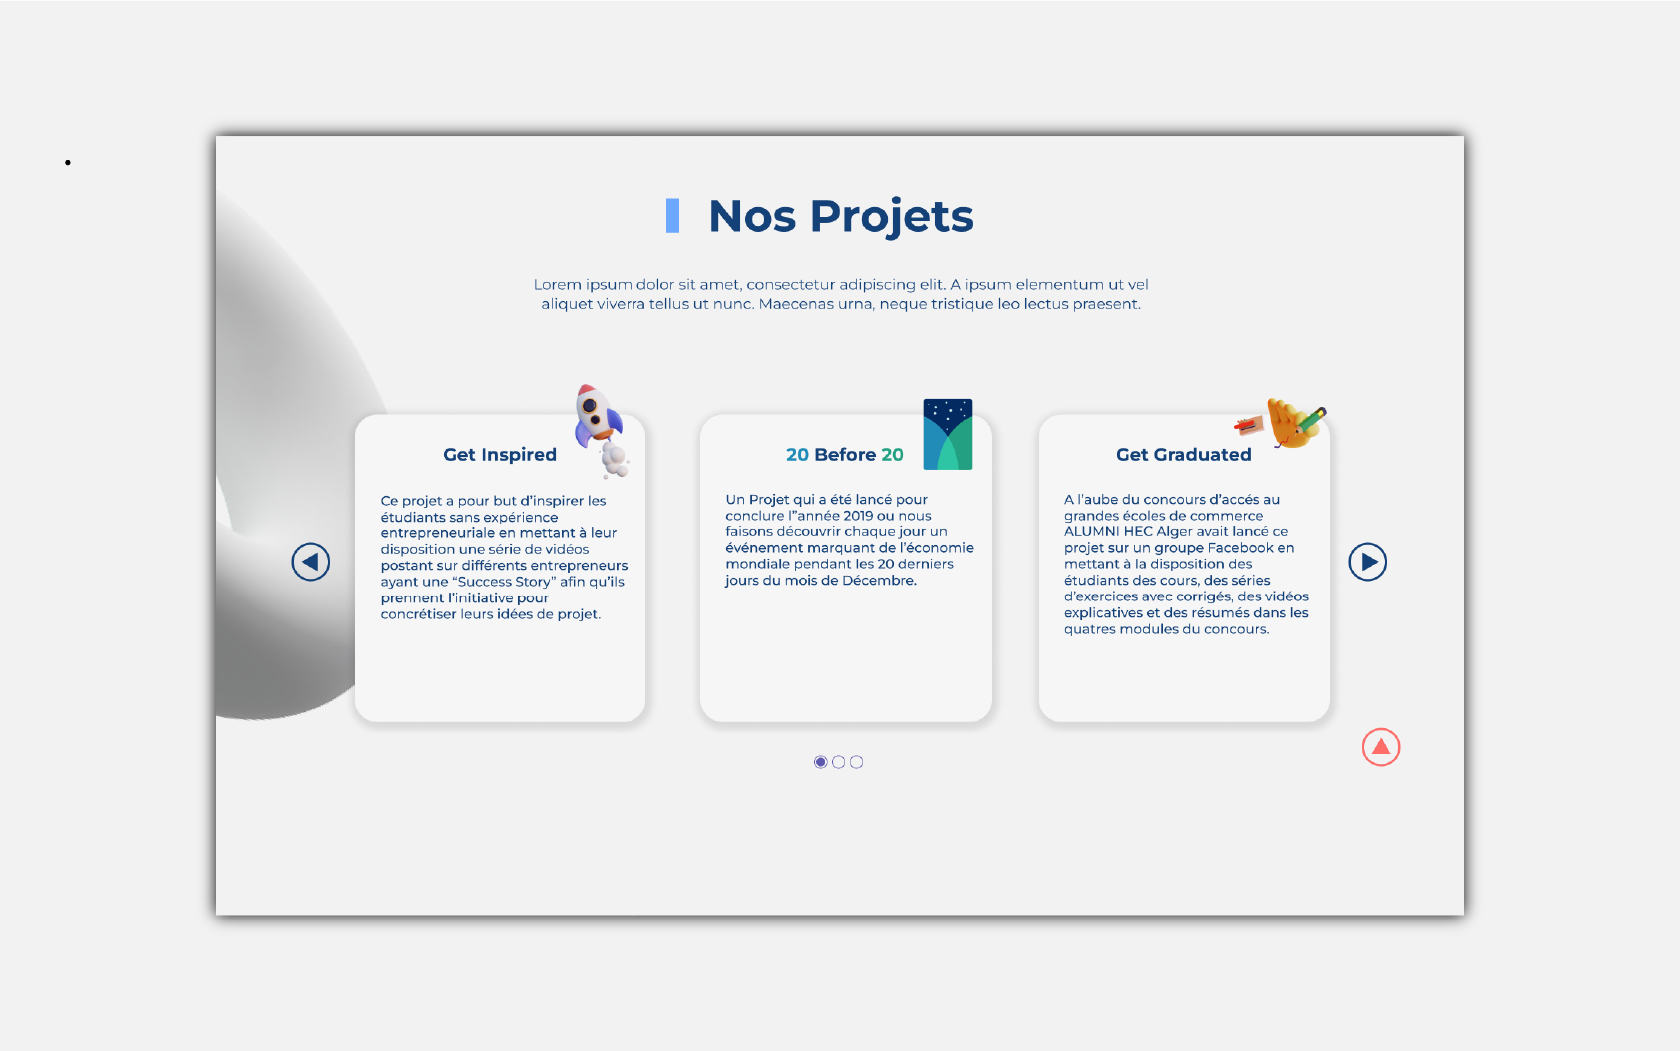 Nos Projets
Lorem ipsum dolor sit amet, consectetur adipiscing elit. A ipsum elementum ut vel
aliquet viverra tellus ut nunc. Maecenas urna, neque tristique leo lectus praesent.
Get Inspired
Ce projet a pour but d’inspirer les
étudiants sans expérience
entrepreneuriale en mettant à leur
disposition une série de vidéos
postant sur différents entrepreneurs
ayant une “Success Story” afin qu’ils
prennent l’initiative pour
concrétiser leurs idées de projet.
20 Before 20
Un Projet qui a été lancé pour
conclure l’’année 2019 ou nous
faisons découvrir chaque jour un
événement marquant de l’économie
mondiale pendant les 20 derniers
jours du mois de Décembre.
Get Graduated
A l’aube du concours d’accés au
grandes écoles de commerce
ALUMNI HEC Alger avait lancé ce
projet sur un groupe Facebook en
mettant à la disposition des
étudiants des cours, des séries
d’exercices avec corrigés, des vidéos
explicatives et des résumés dans les
quatres modules du concours.